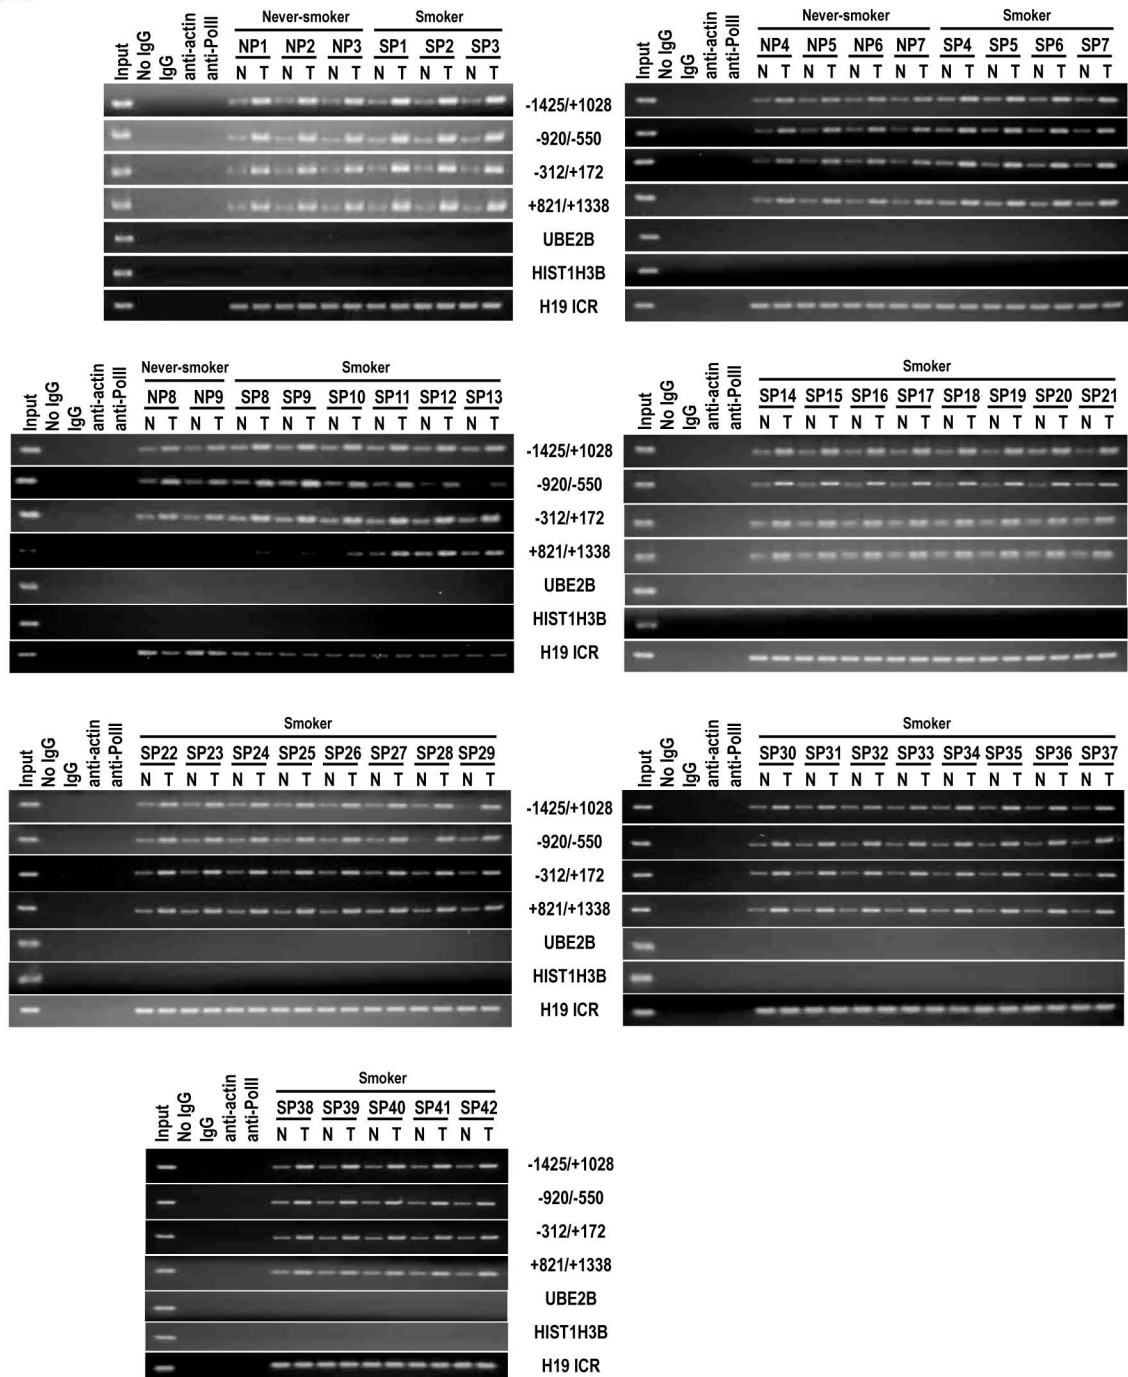 Never-smoker Smoker
Input No IgG IgG anti-actin anti-PolII NP1 NP2 NP3 SP1 SP2 SP3
N T N T N T N T N T N T
-1425/+1028
-920/-550
-312/+172
+821/+1338
UBE2B
HIST1H3B
H19 ICR
Never-smoker Smoker
Input No IgG IgG anti-actin anti-PolII NP4 NP5 NP6 NP7 SP4 SP5 SP6 SP7
N T N T N T N T N T N T N T N T
Never-smoker Smoker
Input No IgG IgG anti-actin anti-PolII NP8 NP9 SP8 SP9 SP10 SP11 SP12 SP13
N T N T N T N T N T N T N T N T
-1425/+1028
-920/-550
-312/+172
+821/+1338
UBE2B
HIST1H3B
H19 ICR
Smoker
Input No IgG IgG anti-actin anti-PolII SP14 SP15 SP16 SP17 SP18 SP19 SP20 SP21
N T N T N T N T N T N T N T N T
Smoker
Input No IgG IgG anti-actin anti-PolII SP22 SP23 SP24 SP25 SP26 SP27 SP28 SP29
N T N T N T N T N T N T N T N T
-1425/+1028
-920/-550
-312/+172
+821/+1338
UBE2B
HIST1H3B
H19 ICR
Smoker
Input No IgG IgG anti-actin anti-PolII SP30 SP31 SP32 SP33 SP34 SP35 SP36 SP37
N T N T N T N T N T N T N T N T
Smoker
Input No IgG IgG anti-actin anti-PolII SP38 SP39 SP40 SP41 SP42
N T N T N T N T N T
-1425/+1028
-920/-550
-312/+172
+821/+1338
UBE2B
HIST1H3B
H19 ICR